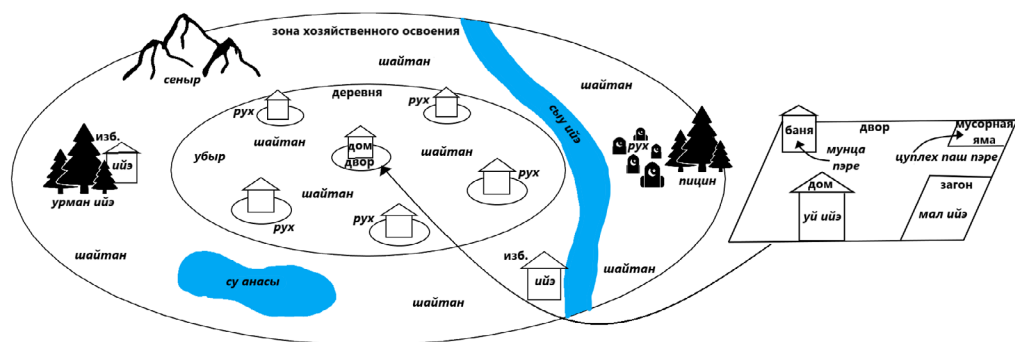 зона хозяйственного освоения
шайтан
сеныр
шайтан
деревня
рух
рух
сыу ийэ
изб.
ийэ
убыр
шайтан
дом
двор
шайтан
рух
урман ийэ
шайтан
рух
рух
рух
пицин
шайтан
су анасы
шайтан
изб.
ийэ
шайтан
баня
двор
мусорная
яма
мунца
пэре
цуплех паш пэре
дом
уй ийэ
загон
мал ийэ